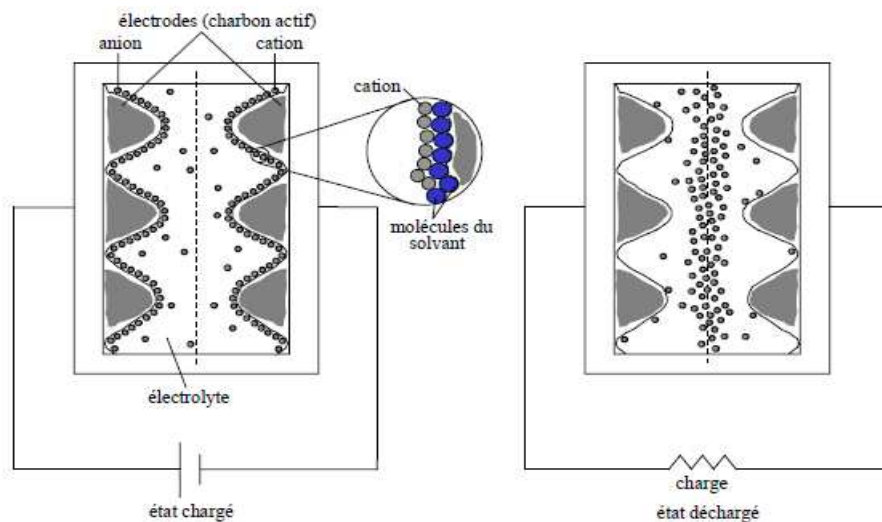 électrodes (charbon actif)
anion
cation
cation
molécules du
solvant
électrolyte
état chargé
charge
état déchargé